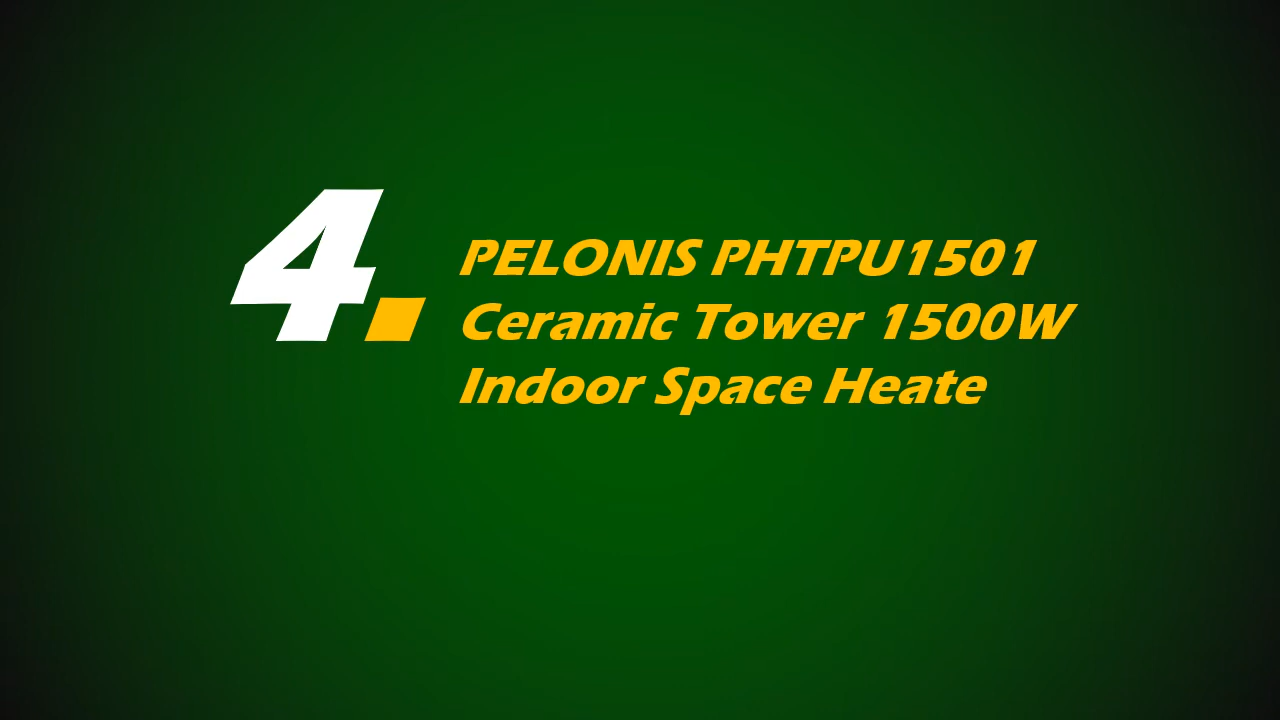 4.
PELONIS PHTPU1501
Ceramic Tower 1500W
Indoor Space Heate